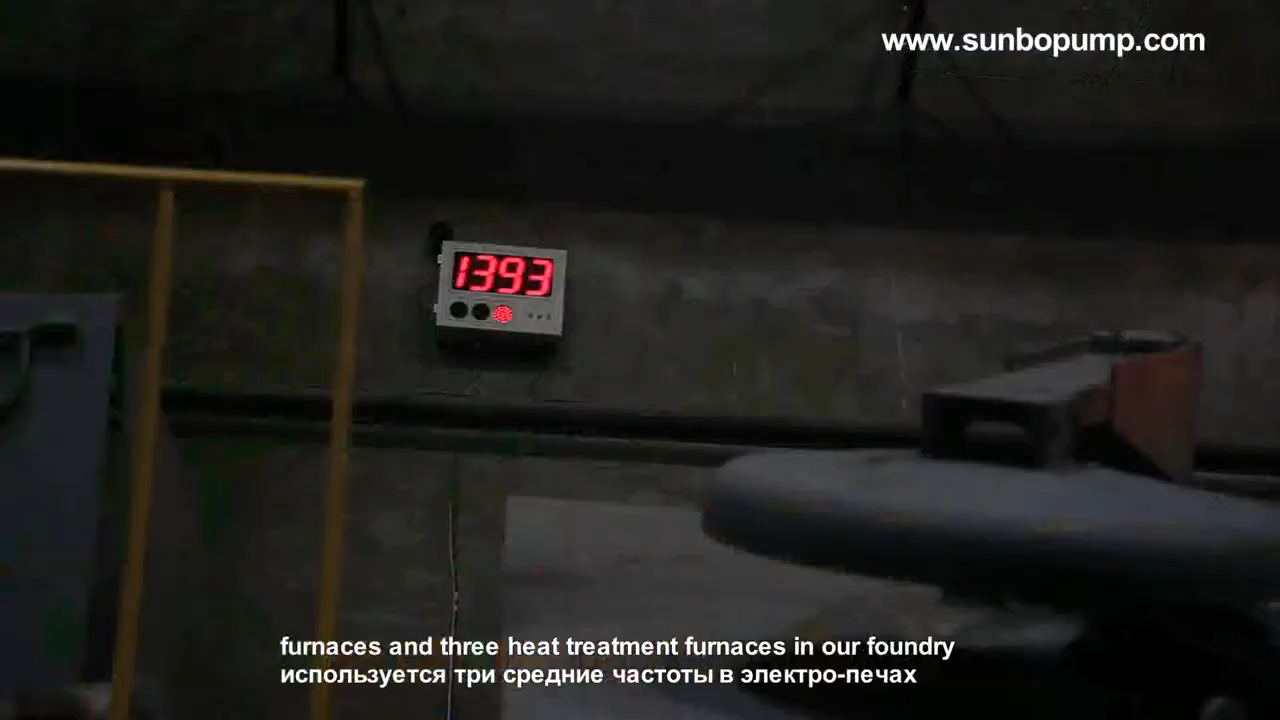 www.sunbopump.com
1393
furnaces and three heat treatment furnaces in our foundry
используется три средние частоты в электро-печах